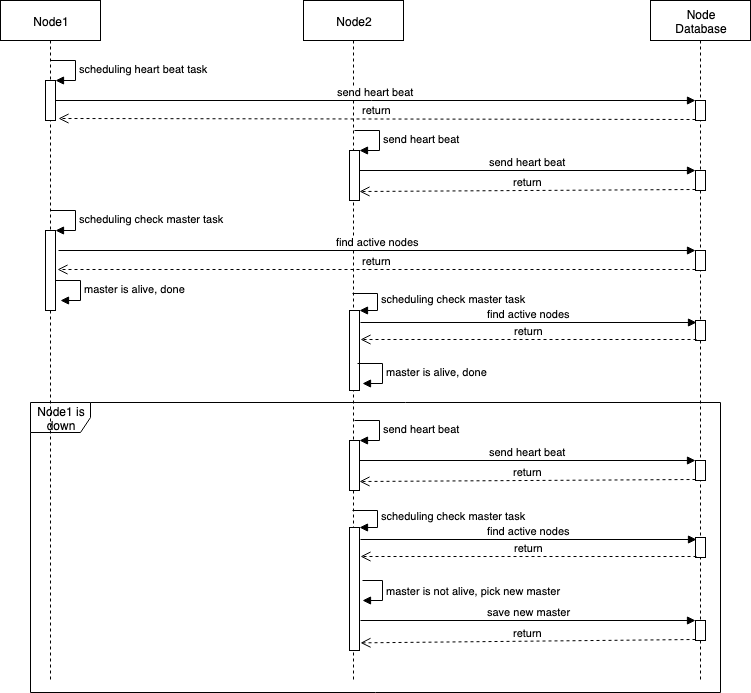 Node1
Node2
Node
Database
scheduling heart beat task
send heart beat
return
send heart beat
send heart beat
return
scheduling check master task
find active nodes
return
master is alive, done
scheduling check master task
find active nodes
return
master is alive, done
Node1 is
down
send heart beat
send heart beat
return
scheduling check master task
find active nodes
return
master is not alive, pick new master
save new master
return